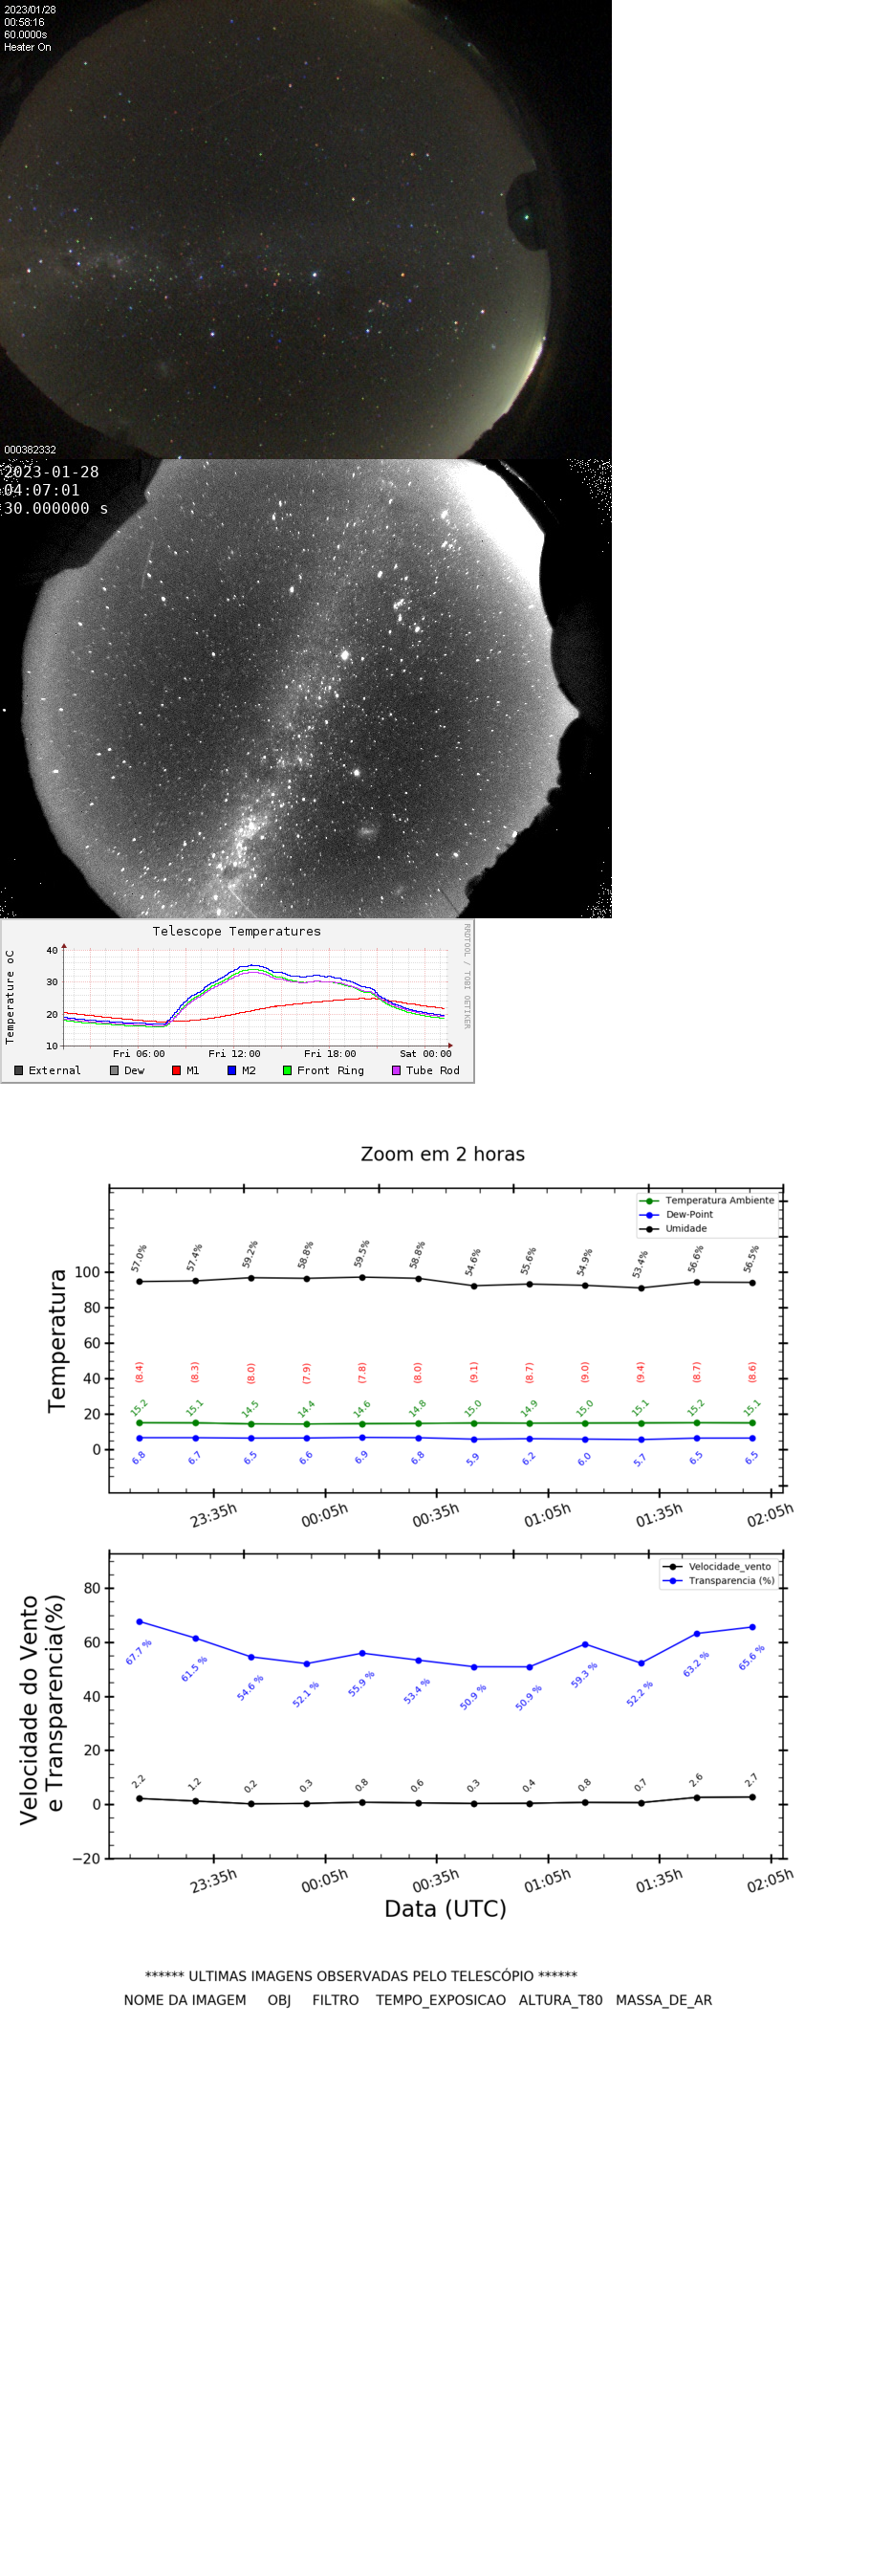 2023/01/28
00:58:16
60.0000s
Heater On
000382332
2023-01-28
04:07:01
30.000000 s
Telescope Temperatures
RRDTOOL / TOBI OETIKER
Temperature oC
40
30
20
10
Fri 06:00 Fri 12:00 Fri 18:00 Sat 00:00
External Dew M1 M2 Front Ring Tube Rod
Zoom em 2 horas
Temperatura Ambiente
Dew-Point
Umidade
Temperatura
100
80
60
40
20
0
57.0% 57.4% 59.2% 58.8% 59.5% 58.8% 54.6% 55.6% 54.9% 53.4% 56.6% 56.5%
(8.4) (8.3) (8.0) (7.9) (7.8) (8.0) (9.1) (8.7) (9.0) (9.4) (8.7) (8.6)
15.2 15.1 14.5 14.4 14.6 14.8 15.0 14.9 15.0 15.1 15.2 15.1
6.8 6.7 6.5 6.6 6.9 6.8 5.9 6.2 6.0 5.7 6.5 6.5
23:35h 00:05h 00:35h 01:05h 01:35h 02:05h
Velocidade_vento
Transparencia (%)
Velocidade do Vento
e Transparencia(%)
80
60
40
20
0
−20
67.7 % 61.5 % 54.6 % 52.1 % 55.9 % 53.4 % 50.9 % 50.9 % 59.3 % 52.2 % 63.2 % 65.6 %
2.2 1.2 0.2 0.3 0.8 0.6 0.3 0.4 0.8 0.7 2.6 2.7
23:35h 00:05h 00:35h 01:05h 01:35h 02:05h
Data (UTC)
****** ULTIMAS IMAGENS OBSERVADAS PELO TELESCÓPIO ******
NOME DA IMAGEM OBJ FILTRO TEMPO_EXPOSICAO ALTURA_T80 MASSA_DE_AR